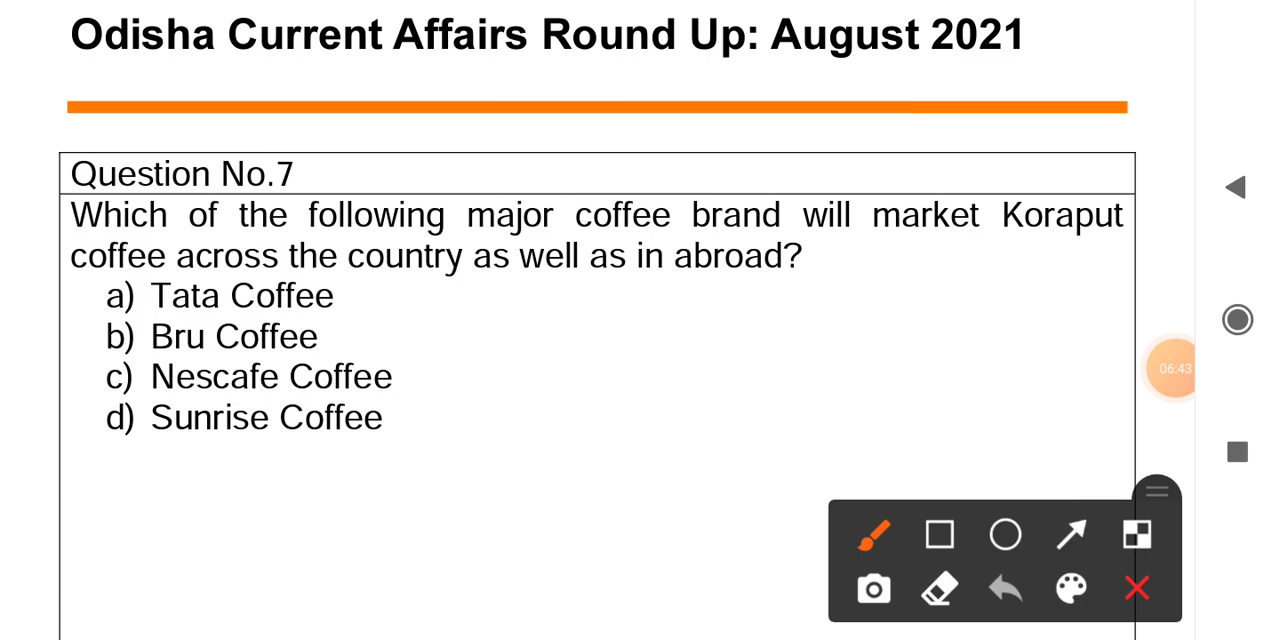 Odisha Current Affairs Round Up: August 2021
Question No.7
Which of the following major coffee brand will market Koraput
coffee across the country as well as in abroad?
a) Tata Coffee
b) Bru Coffee
c) Nescafe Coffee
d) Sunrise Coffee
06:43